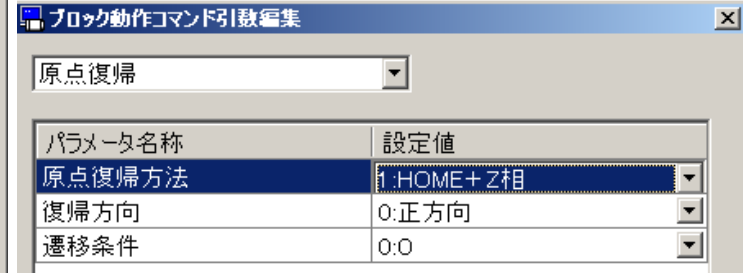 ブロック動作コマンド引数編集
原点復帰
パラメータ名称 設定値
原点復帰方法 1:HOME+Z相
復帰方向 0:正方向
遷移条件 0:O